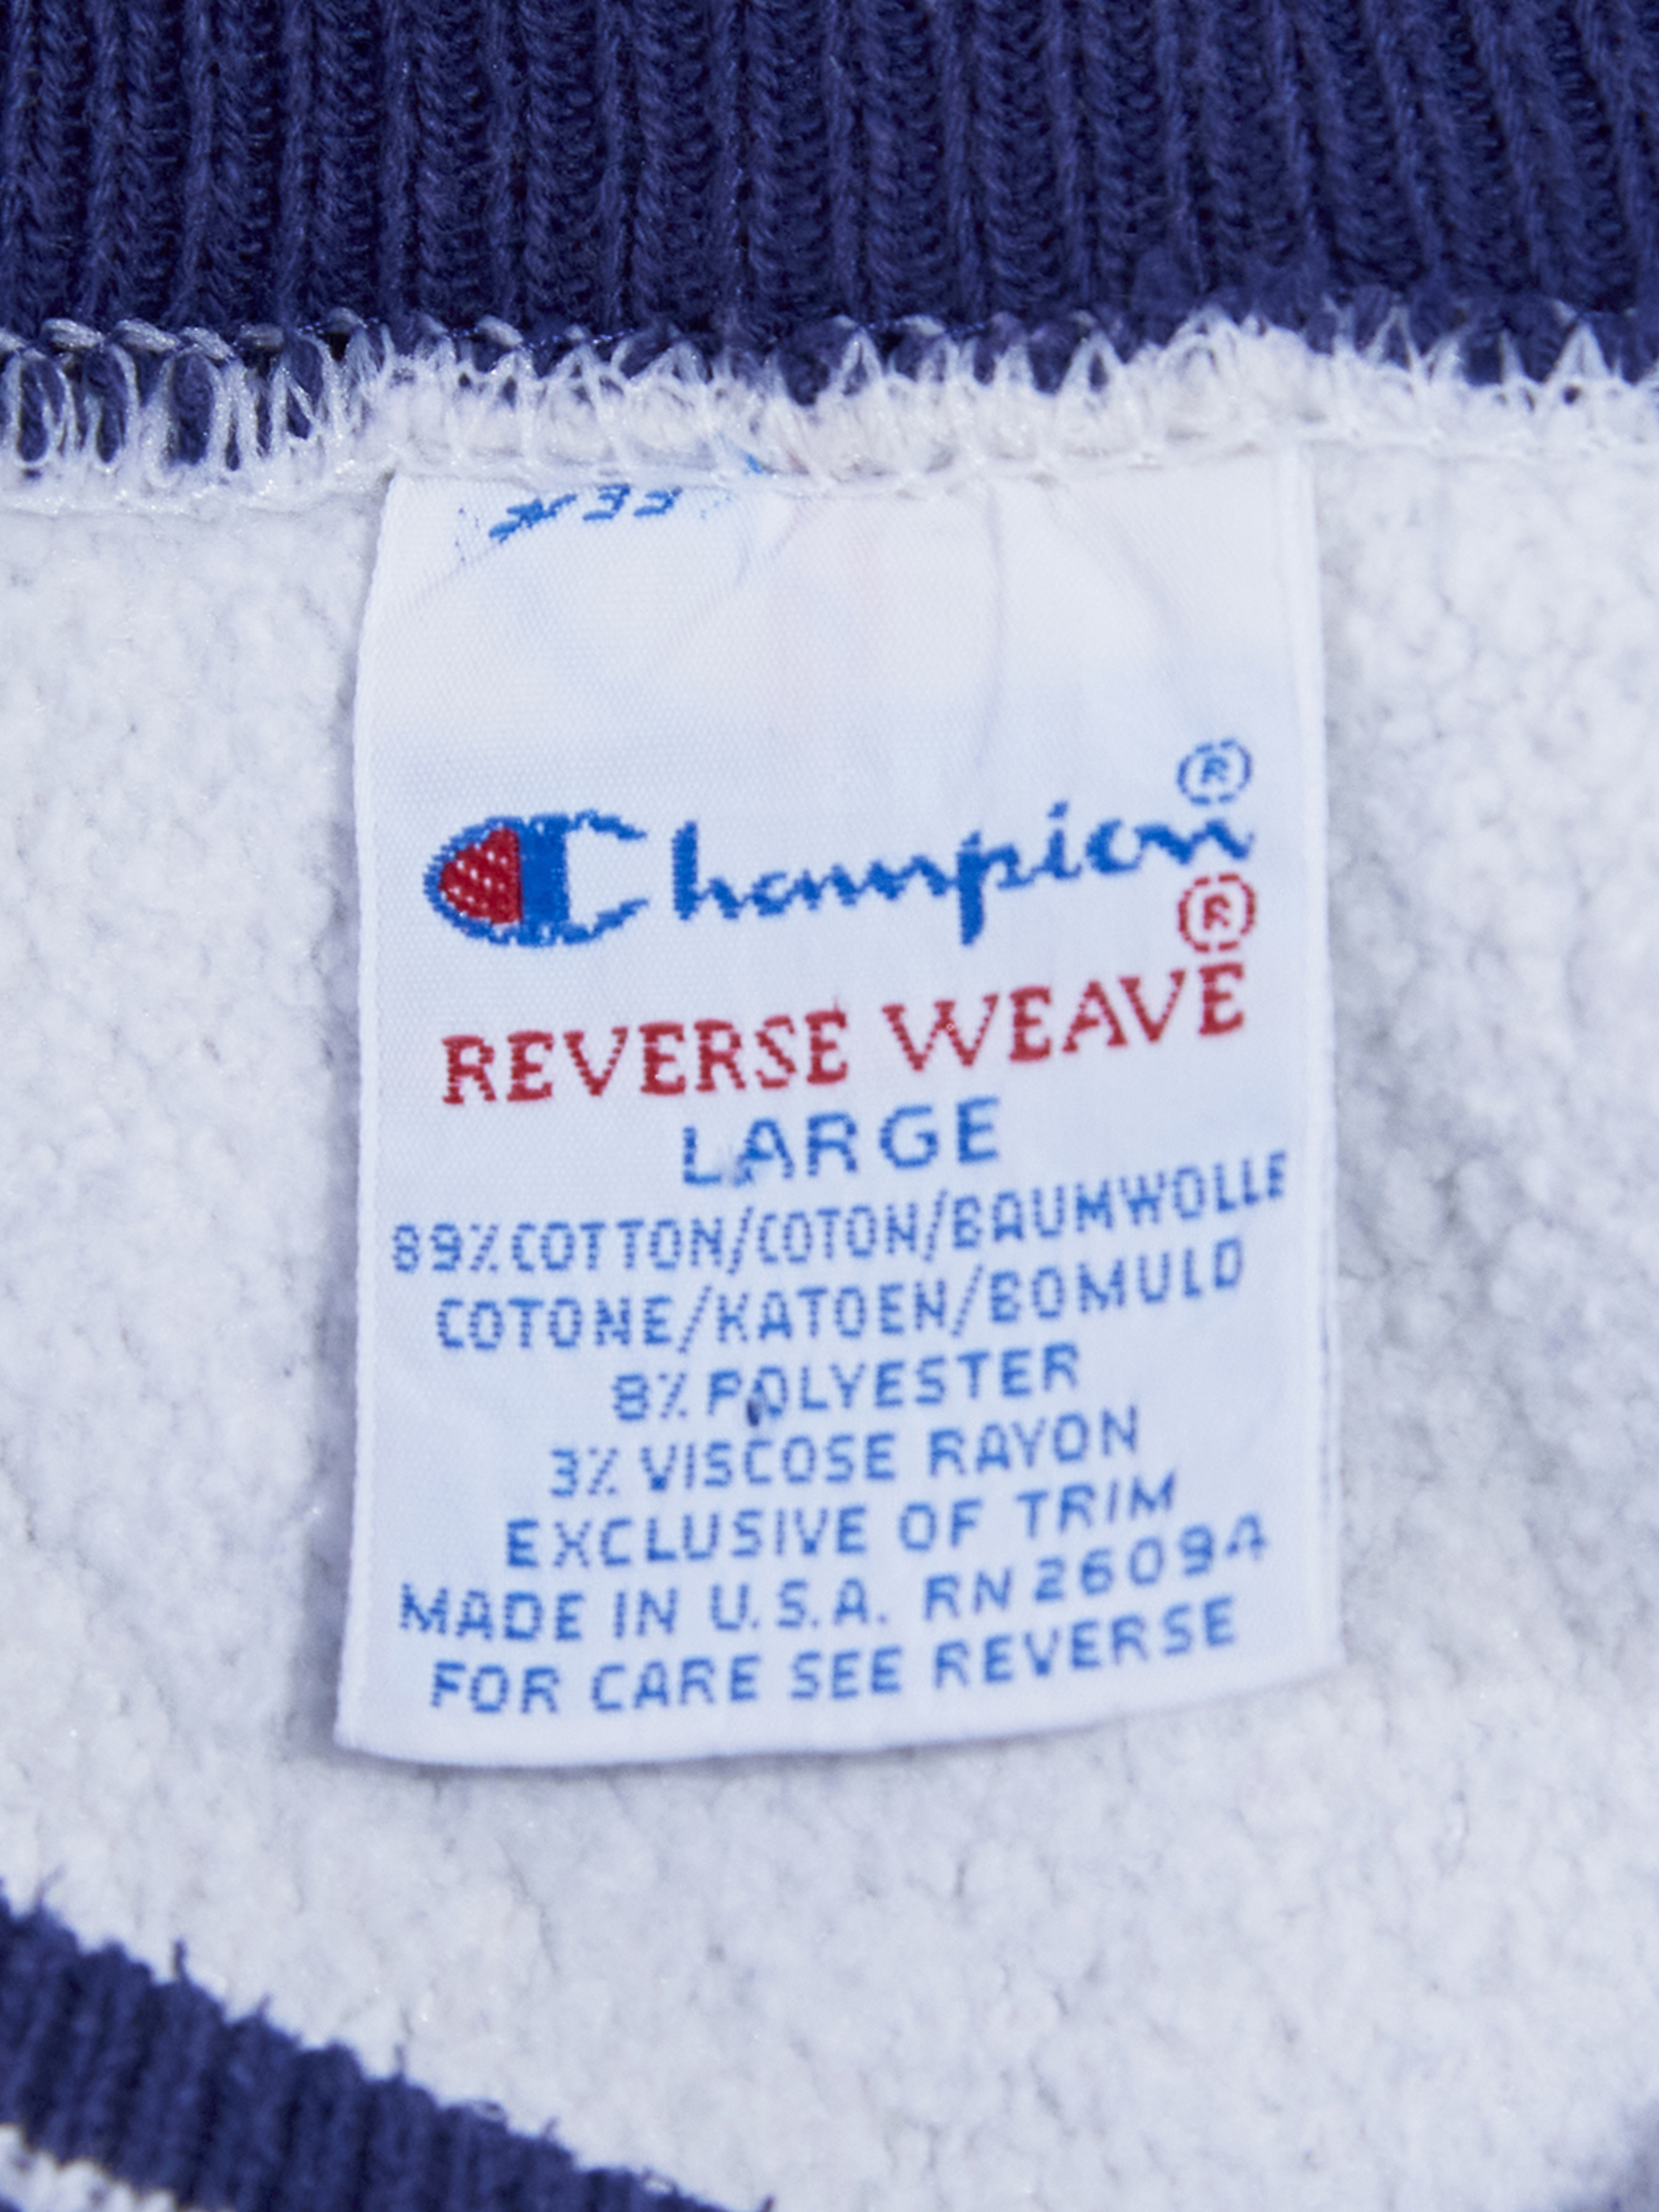 Champion®
®
REVERSE WEAVE
LARGE
89% COTTON/COTON/BAUMWOLLE
COTONE/KATOEN/BOMULD
8% POLYESTER
3% VISCOSE RAYON
EXCLUSIVE OF TRIM
MADE IN U.S.A. RN 26094
FOR CARE SEE REVERSE